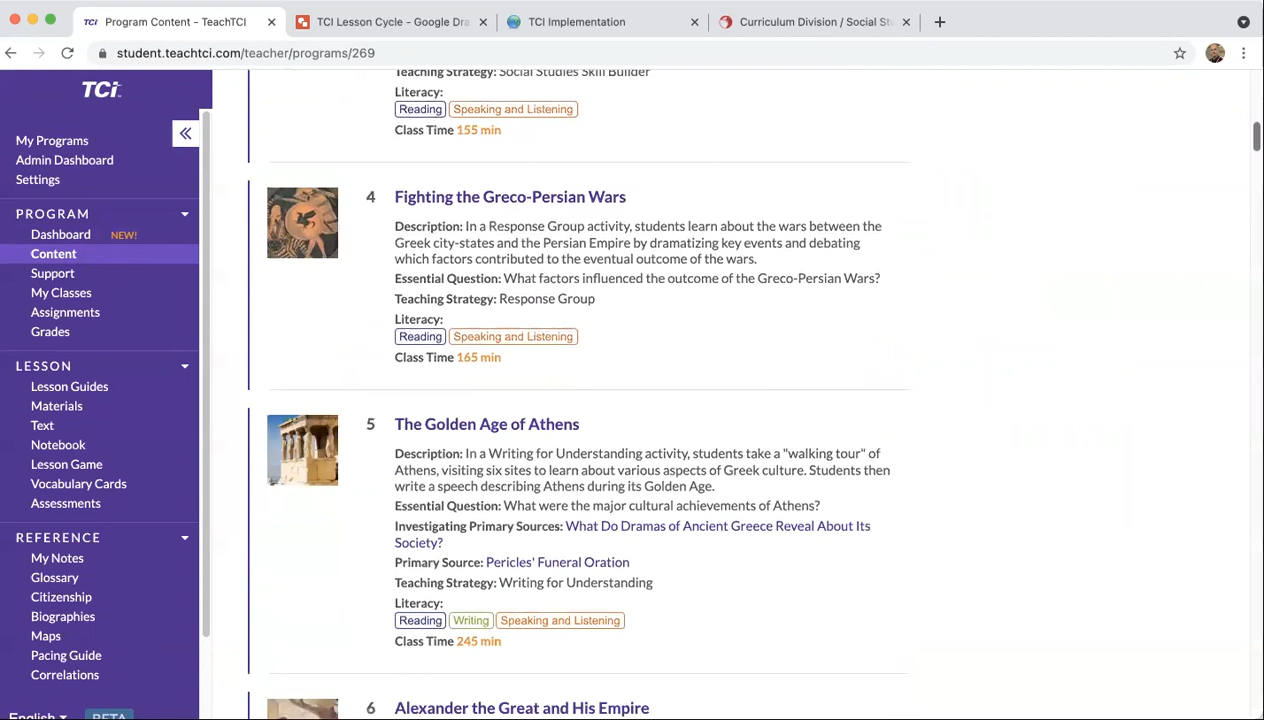 TCi Program Content - TeachTCI
TCI Lesson Cycle - Google Dra
TCI Implementation
Curriculum Division / Social St
student.teachtci.com/teacher/programs/269
TCi
My Programs
Admin Dashboard
Settings
PROGRAM
Dashboard NEW!
Content
Support
My Classes
Assignments
Grades
LESSON
Lesson Guides
Materials
Text
Notebook
Lesson Game
Vocabulary Cards
Assessments
REFERENCE
My Notes
Glossary
Citizenship
Biographies
Maps
Pacing Guide
Correlations
English BETA
Teaching Strategy: Social Studies Skill Builder
Literacy:
Reading Speaking and Listening
Class Time 155 min
4 Fighting the Greco-Persian Wars
Description: In a Response Group activity, students learn about the wars between the
Greek city-states and the Persian Empire by dramatizing key events and debating
which factors contributed to the eventual outcome of the wars.
Essential Question: What factors influenced the outcome of the Greco-Persian Wars?
Teaching Strategy: Response Group
Literacy:
Reading Speaking and Listening
Class Time 165 min
5 The Golden Age of Athens
Description: In a Writing for Understanding activity, students take a "walking tour" of
Athens, visiting six sites to learn about various aspects of Greek culture. Students then
write a speech describing Athens during its Golden Age.
Essential Question: What were the major cultural achievements of Athens?
Investigating Primary Sources: What Do Dramas of Ancient Greece Reveal About Its
Society?
Primary Source: Pericles' Funeral Oration
Teaching Strategy: Writing for Understanding
Literacy:
Reading Writing Speaking and Listening
Class Time 245 min
6 Alexander the Great and His Empire